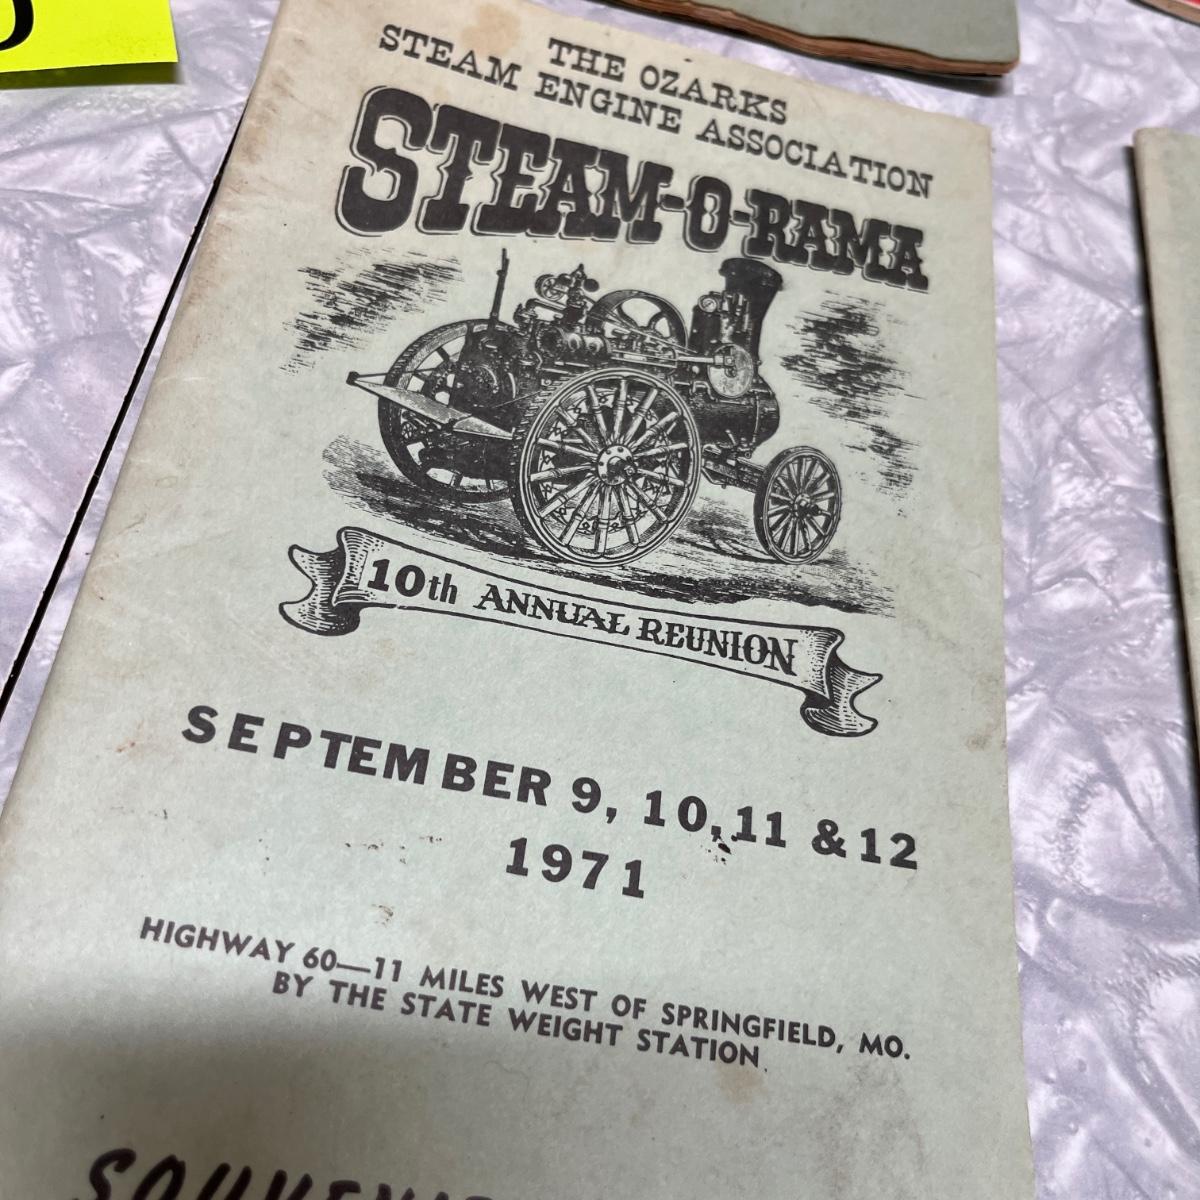 THE OZARKS
STEAM ENGINE ASSOCIATION
STEAM-O-RAMA
10th ANNUAL REUNION
SEPTEMBER 9, 10, 11 & 12
1971
HIGHWAY 60—11 MILES WEST OF SPRINGFIELD, MO.
BY THE STATE WEIGHT STATION